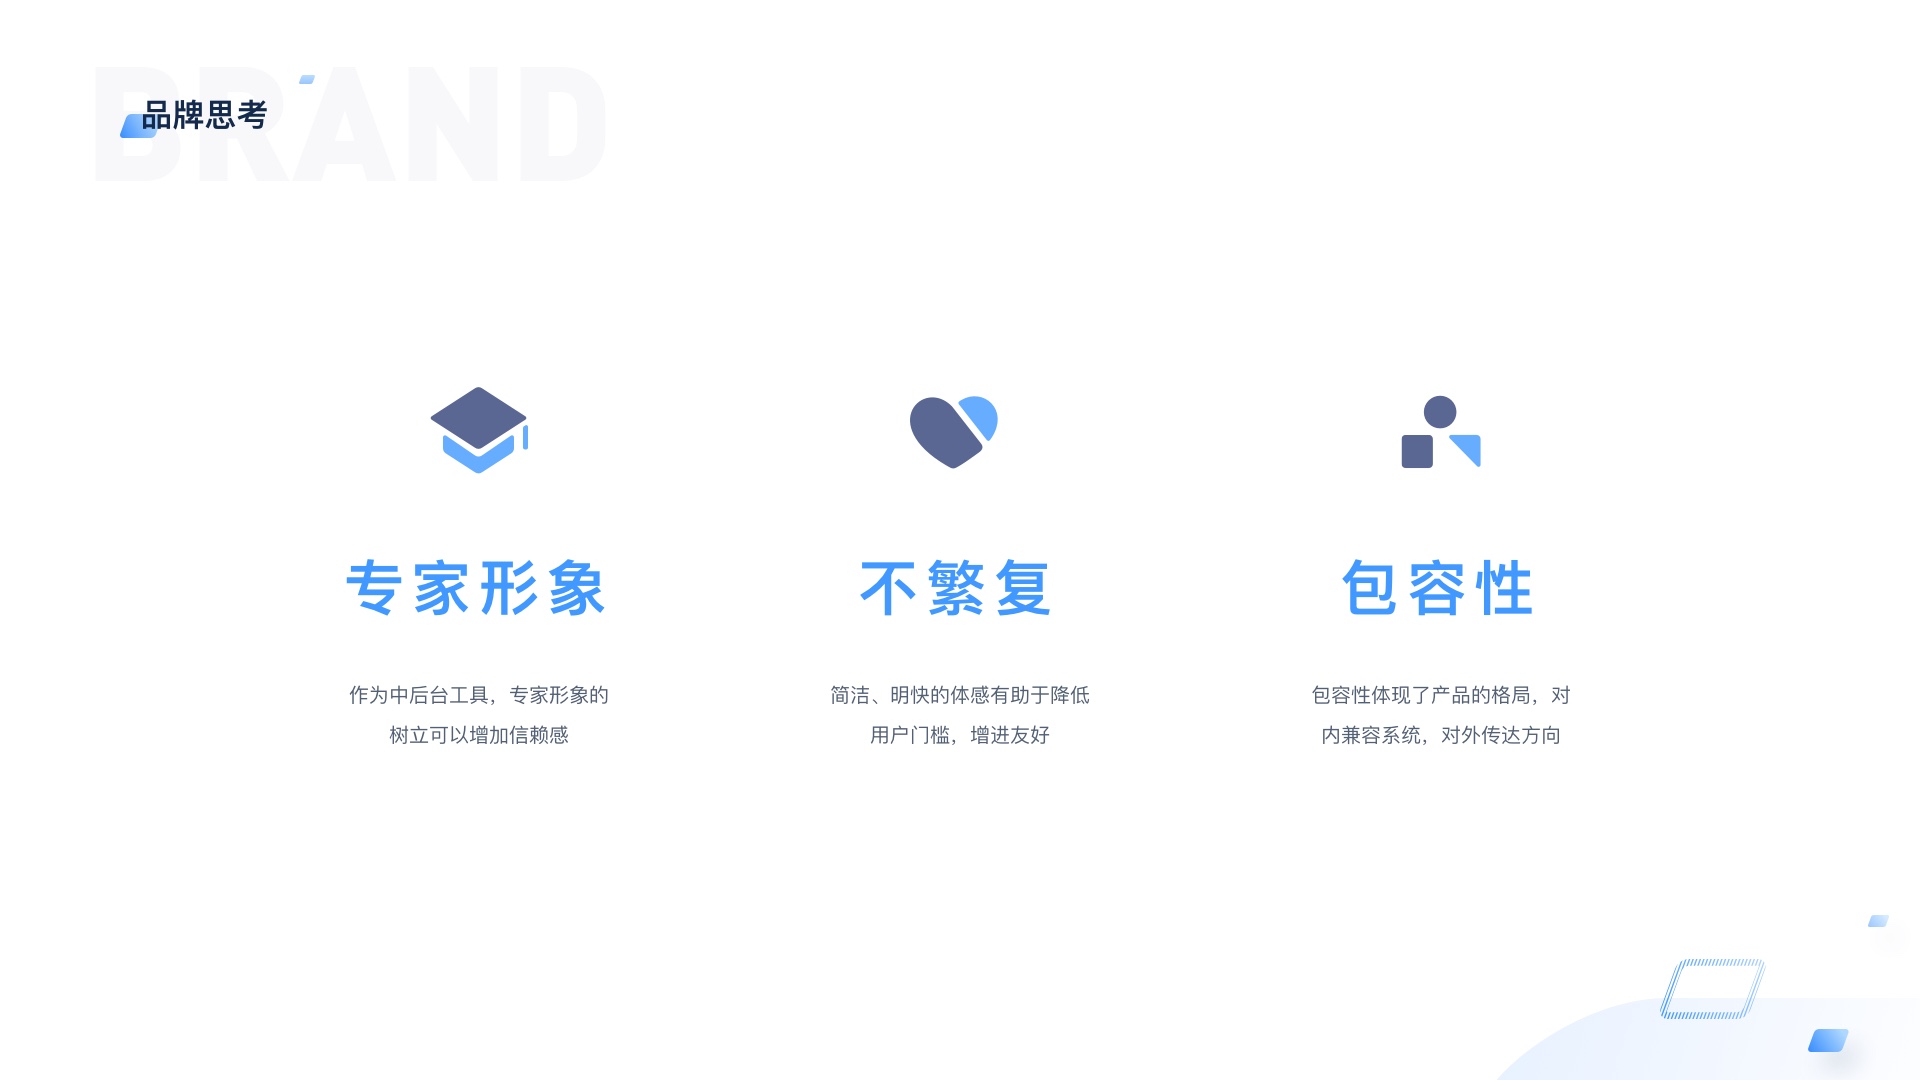 BRAND
品牌思考
专家形象
作为中后台工具，专家形象的
树立可以增加信赖感
不繁复
简洁、明快的体感有助于降低
用户门槛，增进友好
包容性
包容性体现了产品的格局，对
内兼容系统，对外传达方向